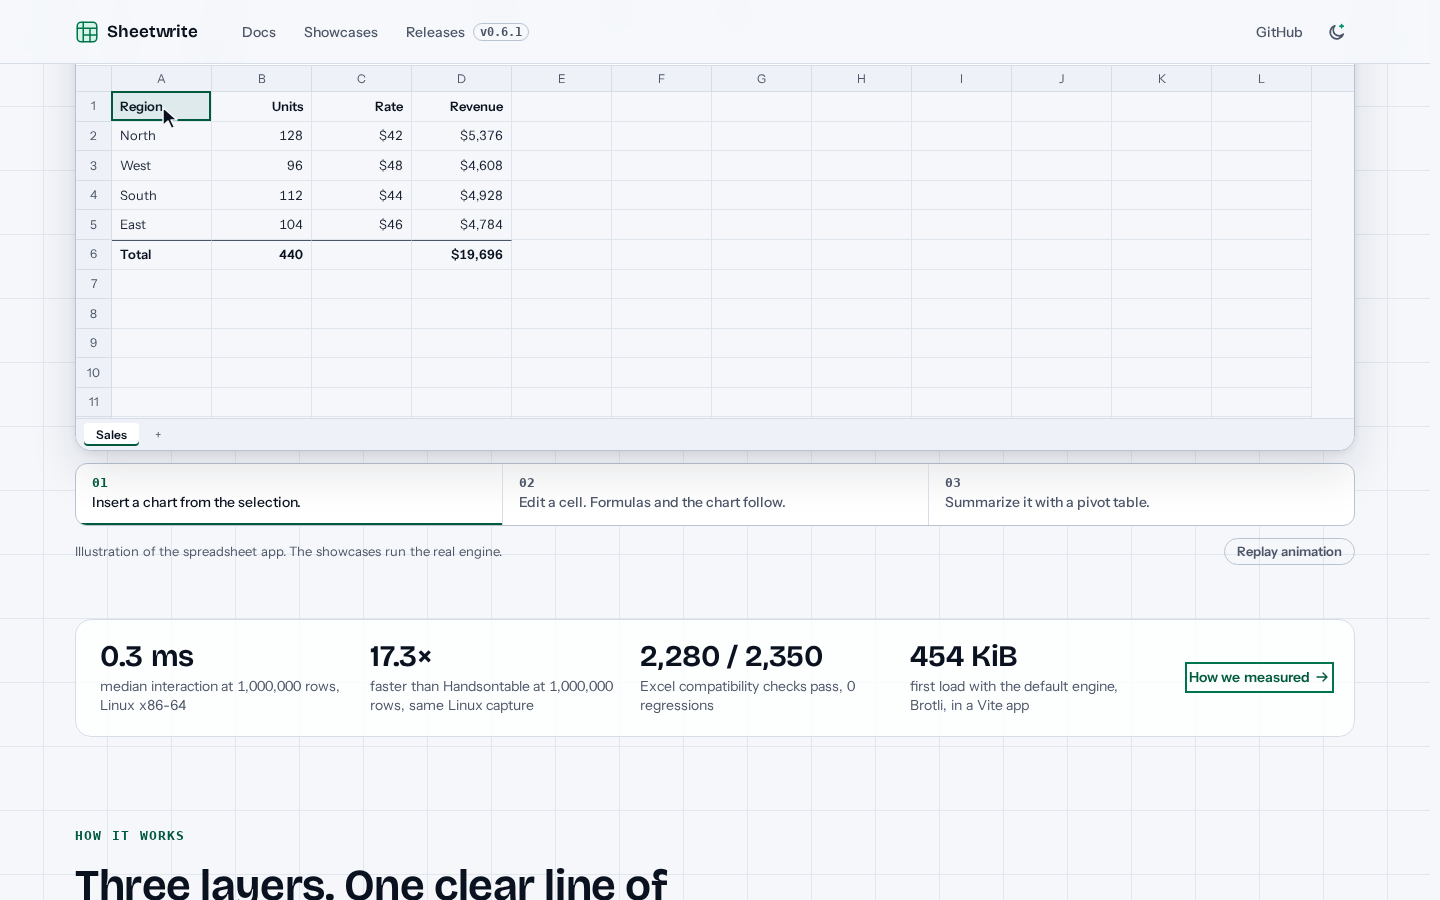 Sheetwrite Docs Showcases Releases v0.6.1 GitHub
A B C D E F G H I J K L
1 Region Units Rate Revenue
2 North 128 $42 $5,376
3 West 96 $48 $4,608
4 South 112 $44 $4,928
5 East 104 $46 $4,784
6 Total 440 $19,696
7
8
9
10
11
Sales +
01
Insert a chart from the selection.
02
Edit a cell. Formulas and the chart follow.
03
Summarize it with a pivot table.
Illustration of the spreadsheet app. The showcases run the real engine.
Replay animation
0.3 ms
median interaction at 1,000,000 rows,
Linux x86-64
17.3×
faster than Handsontable at 1,000,000
rows, same Linux capture
2,280 / 2,350
Excel compatibility checks pass, 0
regressions
454 KiB
first load with the default engine,
Brotli, in a Vite app
How we measured →
HOW IT WORKS
Three layers. One clear line of